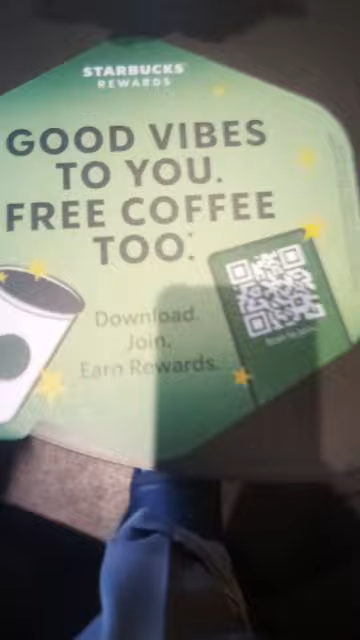 STARBUCKS
REWARDS
GOOD VIBES
TO YOU.
FREE COFFEE
TOO.
Download.
Join.
Earn Rewards.